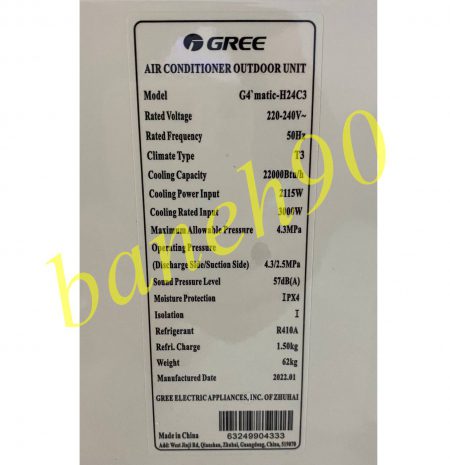 GREE
AIR CONDITIONER OUTDOOR UNIT
Model G4`matic-H24C3
Rated Voltage 220-240V~
Rated Frequency 50Hz
Climate Type T3
Cooling Capacity 22000Btu/h
Cooling Power Input 2115W
Cooling Rated Input 3000W
Maximum Allowable Pressure 4.3MPa
Operating Pressure
(Discharge Side/Suction Side) 4.3/2.5MPa
Sound Pressure Level 57dB(A)
Moisture Protection IPX4
Isolation I
Refrigerant R410A
Refri. Charge 1.50kg
Weight 62kg
Manufactured Date 2022.01
GREE ELECTRIC APPLIANCES, INC. OF ZHUHAI
Made in China 63249904333
Add: West Jinji Rd, Qianshan, Zhuhai, Guangdong, China, 519070
baneh90